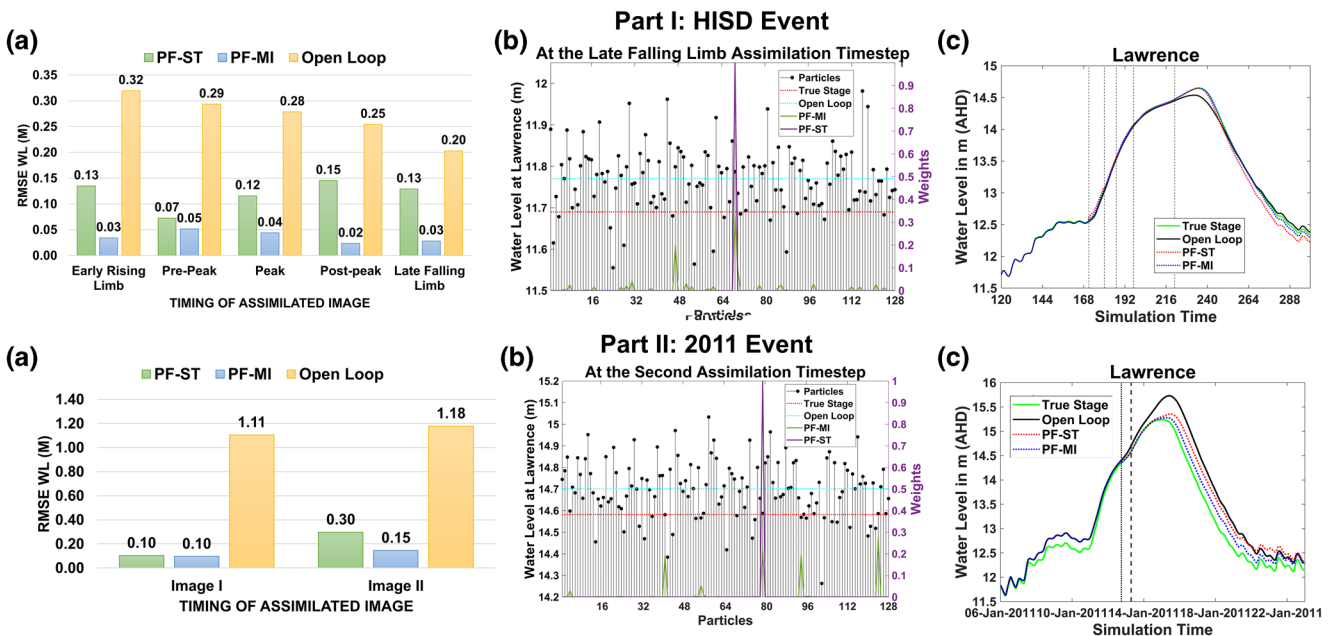 Part I: HISD Event
(a)
PF-ST PF-MI Open Loop
RMSE WL (M)
0.35
0.30
0.25
0.20
0.15
0.10
0.05
0.00
0.13 0.03 0.32
0.07 0.05 0.29
0.12 0.04 0.28
0.15 0.02 0.25
0.13 0.03 0.20
Early Rising Limb
Pre-Peak
Peak
Post-peak
Late Falling Limb
TIMING OF ASSIMILATED IMAGE
(b)
At the Late Falling Limb Assimilation Timestep
Water Level at Lawrence (m)
12
11.9
11.8
11.7
11.6
11.5
Particles
True Stage
Open Loop
PF-MI
PF-ST
1
0.9
0.8
0.7
0.6
0.5
0.4
0.3
0.2
0.1
0
Weights
16 32 48 64 80 96 112 128
(c)
Lawrence
Water Level in m (AHD)
15
14.5
14
13.5
13
12.5
12
11.5
True Stage
Open Loop
PF-ST
PF-MI
120 144 168 192 216 240 264 288
Simulation Time
Part II: 2011 Event
(a)
PF-ST PF-MI Open Loop
RMSE WL (M)
1.40
1.20
1.00
0.80
0.60
0.40
0.20
0.00
0.10 0.10 1.11
0.30 0.15 1.18
Image I Image II
TIMING OF ASSIMILATED IMAGE
(b)
At the Second Assimilation Timestep
Water Level at Lawrence (m)
15.2
15.1
15
14.9
14.8
14.7
14.6
14.5
14.4
14.3
14.2
Particles
True Stage
Open Loop
PF-MI
PF-ST
1
0.9
0.8
0.7
0.6
0.5
0.4
0.3
0.2
0.1
0
Weights
16 32 48 64 80 96 112 128
Particles
(c)
Lawrence
Water Level in m (AHD)
16
15.5
15
14.5
14
13.5
13
12.5
12
11.5
True Stage
Open Loop
PF-ST
PF-MI
06-Jan-2011 10-Jan-2011 14-Jan-2011 18-Jan-2011 22-Jan-2011
Simulation Time